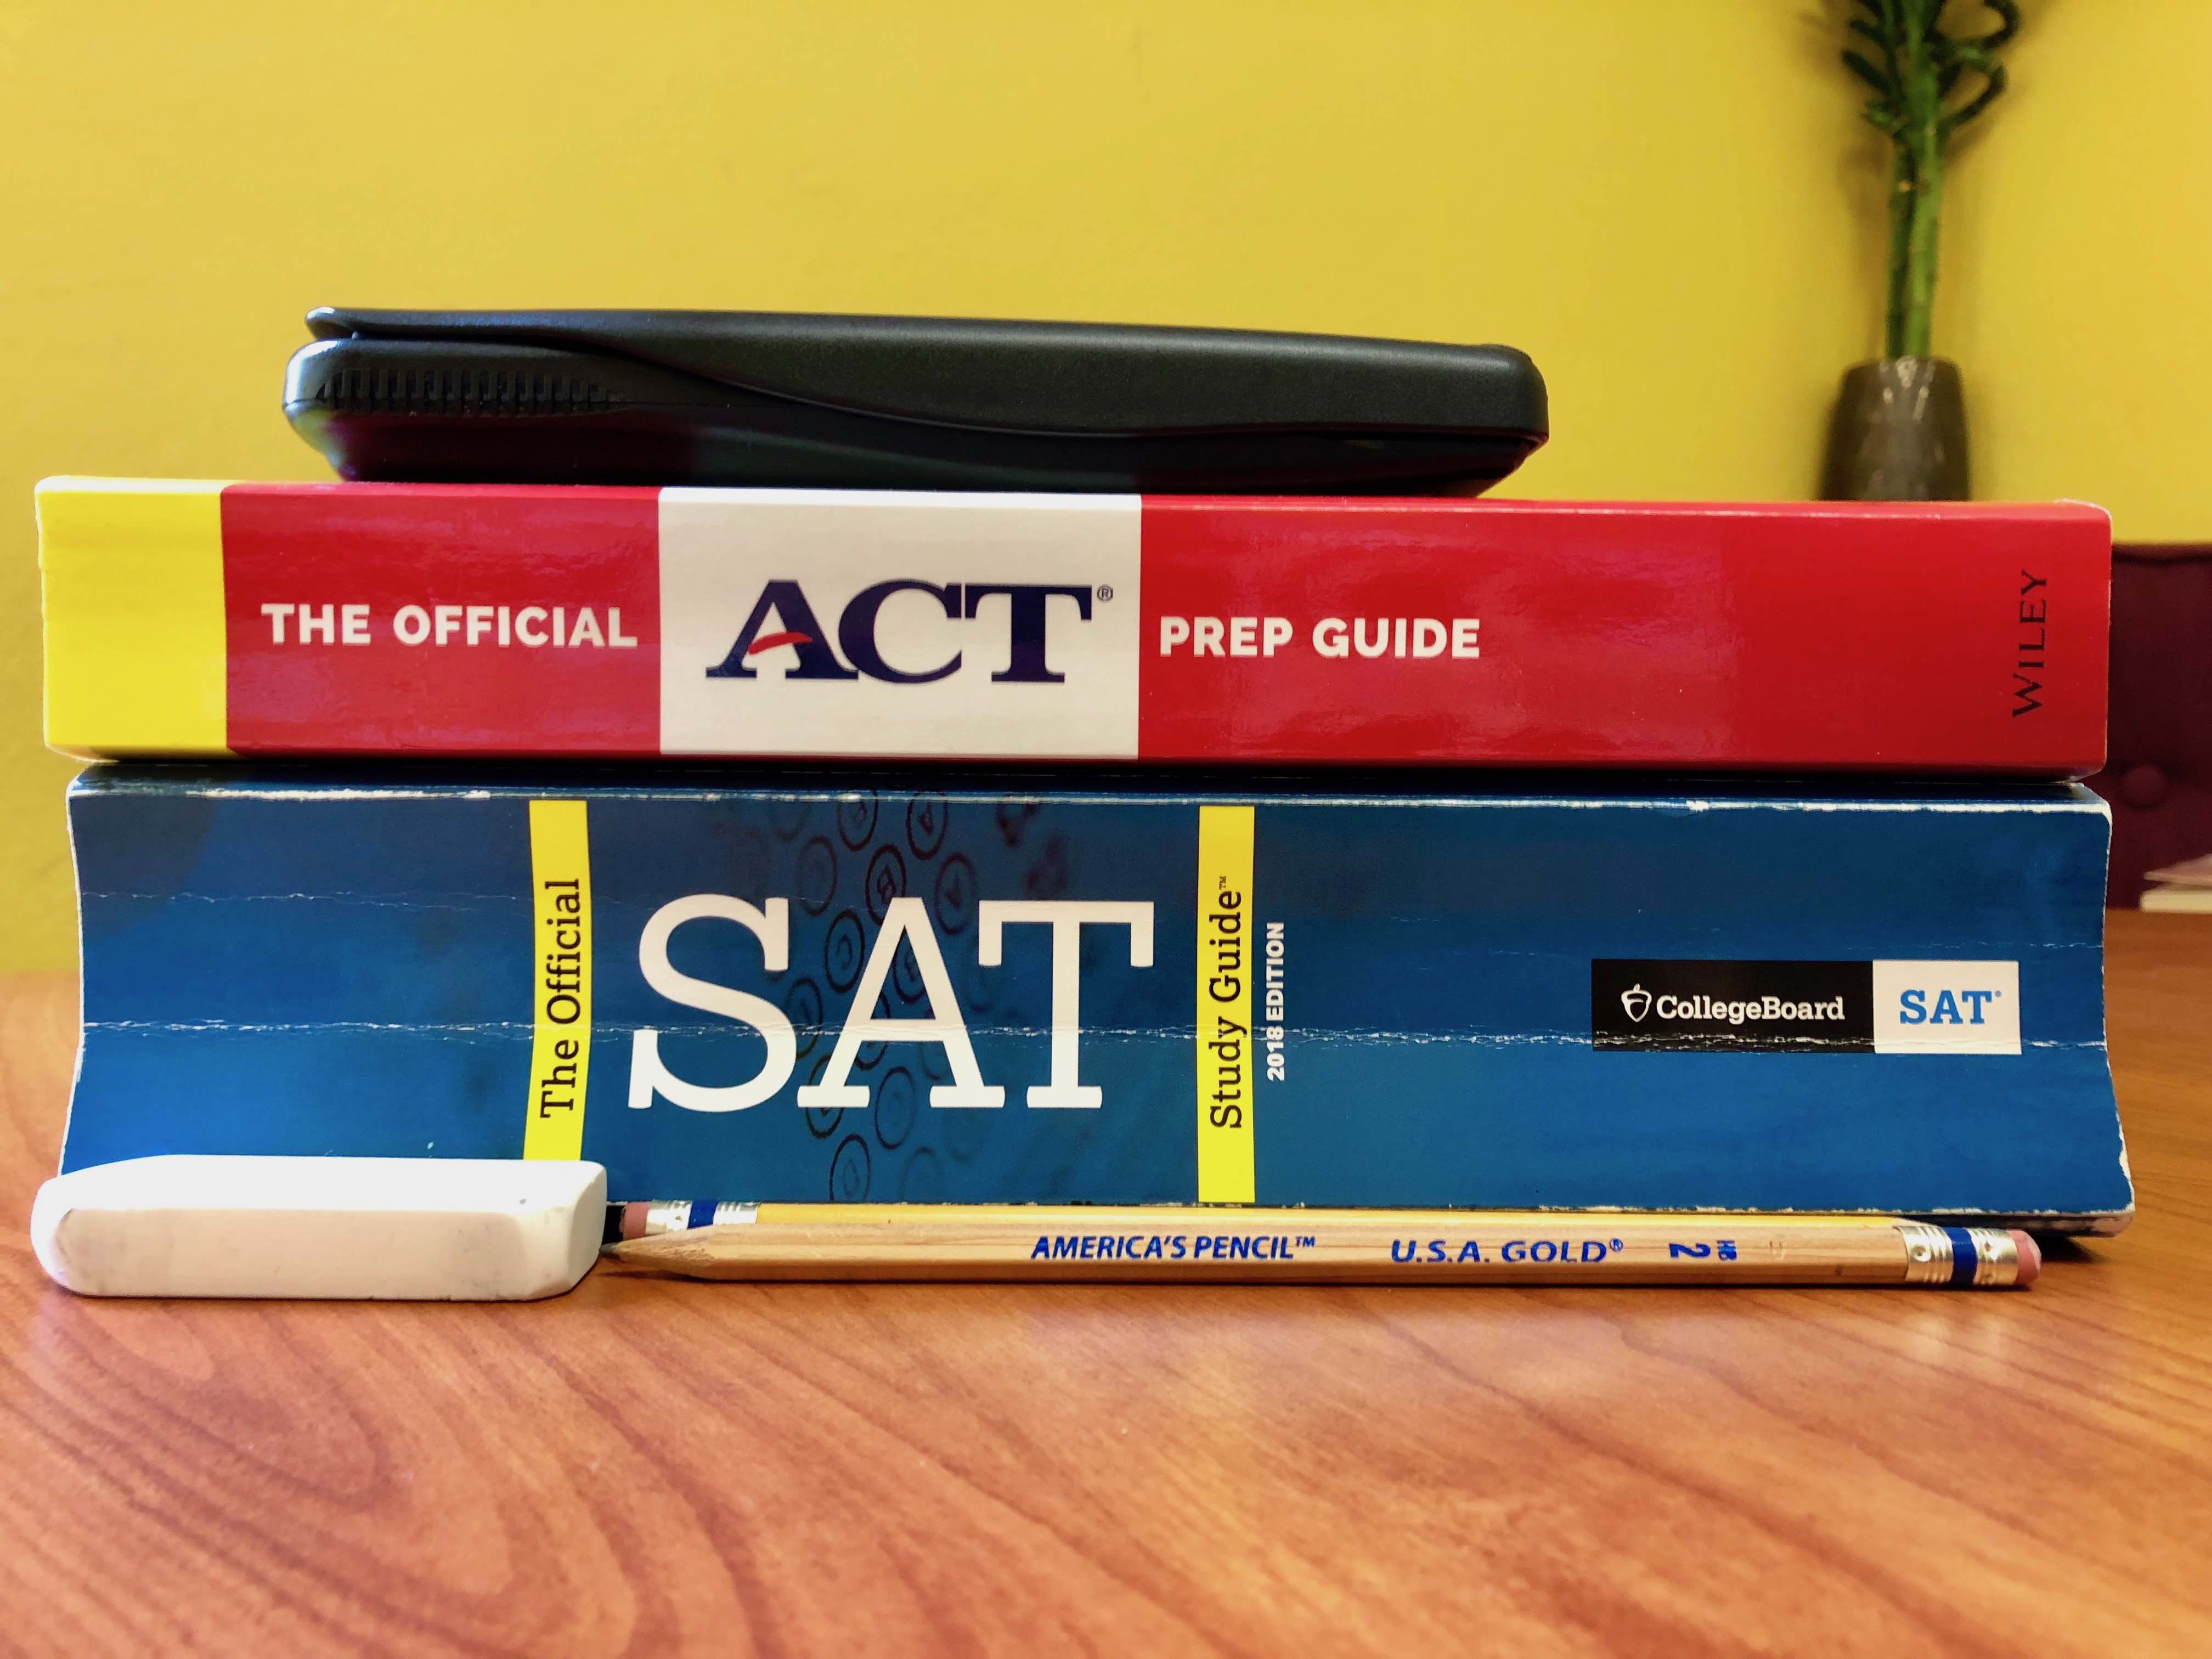 THE OFFICIAL ACT® PREP GUIDE
WILEY
The Official
SAT
Study Guide™
2018 EDITION
CollegeBoard SAT®
AMERICA'S PENCIL™ U.S.A. GOLD® 2 HB